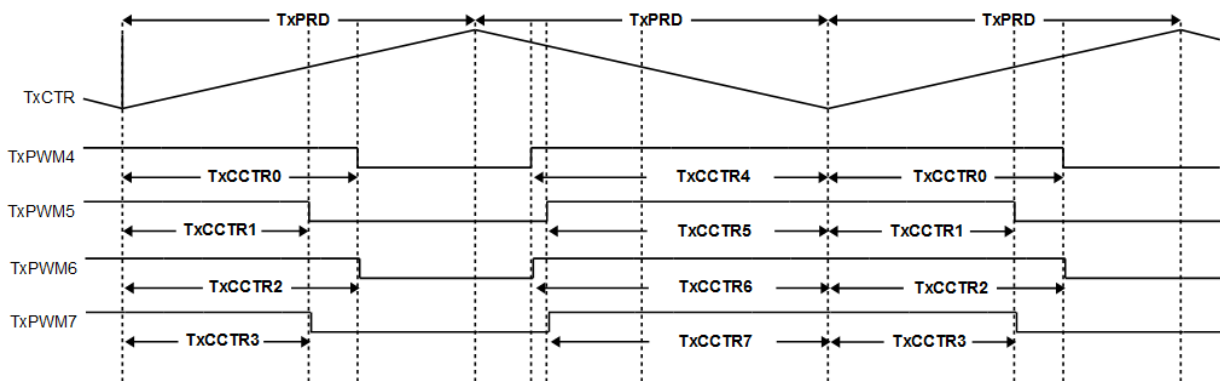 TxPRD TxPRD TxPRD
TxCTR
TxPWM4
TxCCTR0 TxCCTR4 TxCCTR0
TxPWM5
TxCCTR1 TxCCTR5 TxCCTR1
TxPWM6
TxCCTR2 TxCCTR6 TxCCTR2
TxPWM7
TxCCTR3 TxCCTR7 TxCCTR3